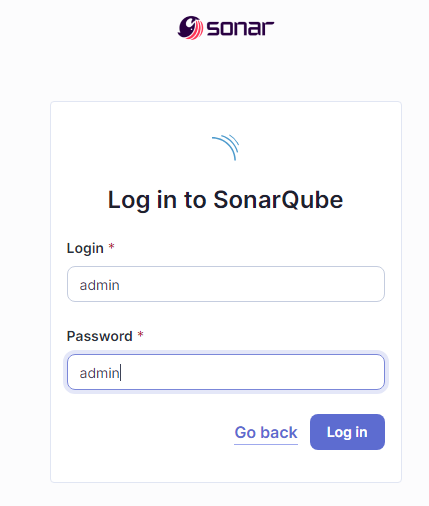 sonar
Log in to SonarQube
Login *
admin
Password *
admin
Go back Log in